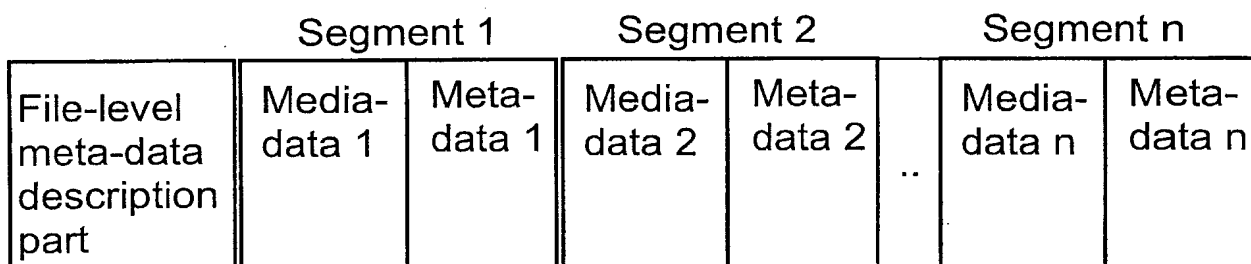 Segment 1 Segment 2 Segment n
File-level
meta-data
description
part
Media-
data 1
Meta-
data 1
Media-
data 2
Meta-
data 2
..
Media-
data n
Meta-
data n